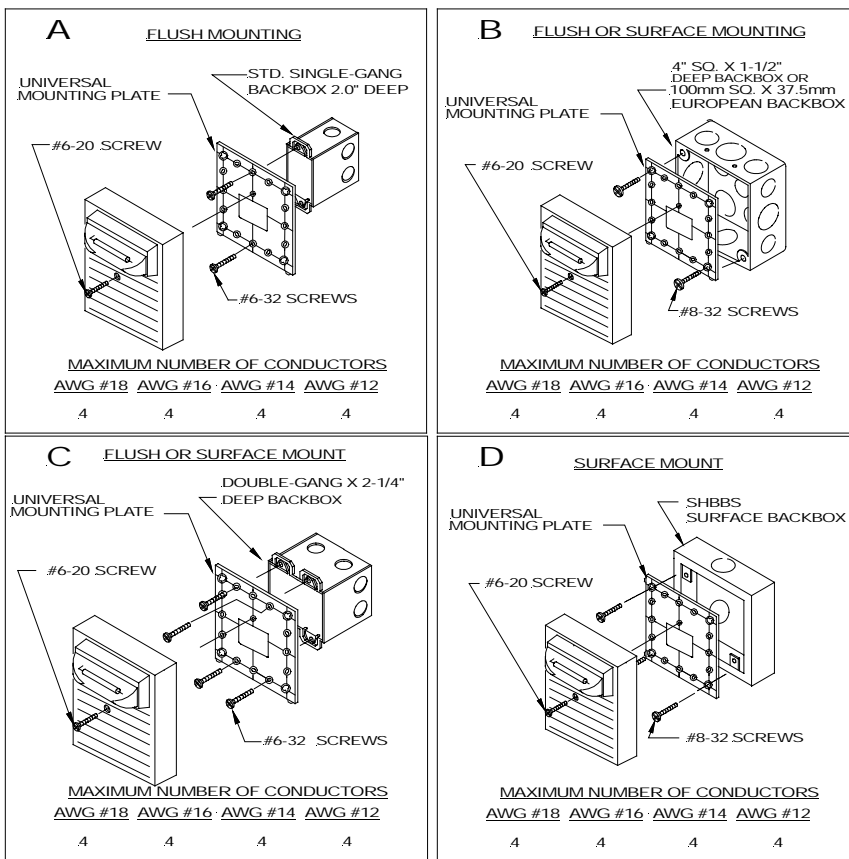 A
FLUSH MOUNTING
UNIVERSAL
MOUNTING PLATE
STD. SINGLE-GANG
BACKBOX 2.0" DEEP
#6-20 SCREW
#6-32 SCREWS
MAXIMUM NUMBER OF CONDUCTORS
AWG #18 AWG #16 AWG #14 AWG #12
4 4 4 4
B
FLUSH OR SURFACE MOUNTING
4" SQ. X 1-1/2"
DEEP BACKBOX OR
100mm SQ. X 37.5mm
EUROPEAN BACKBOX
UNIVERSAL
MOUNTING PLATE
#6-20 SCREW
#8-32 SCREWS
MAXIMUM NUMBER OF CONDUCTORS
AWG #18 AWG #16 AWG #14 AWG #12
4 4 4 4
C
FLUSH OR SURFACE MOUNT
DOUBLE-GANG X 2-1/4"
DEEP BACKBOX
UNIVERSAL
MOUNTING PLATE
#6-20 SCREW
#6-32 SCREWS
MAXIMUM NUMBER OF CONDUCTORS
AWG #18 AWG #16 AWG #14 AWG #12
4 4 4 4
D
SURFACE MOUNT
SHBBS
SURFACE BACKBOX
UNIVERSAL
MOUNTING PLATE
#6-20 SCREW
#8-32 SCREWS
MAXIMUM NUMBER OF CONDUCTORS
AWG #18 AWG #16 AWG #14 AWG #12
4 4 4 4